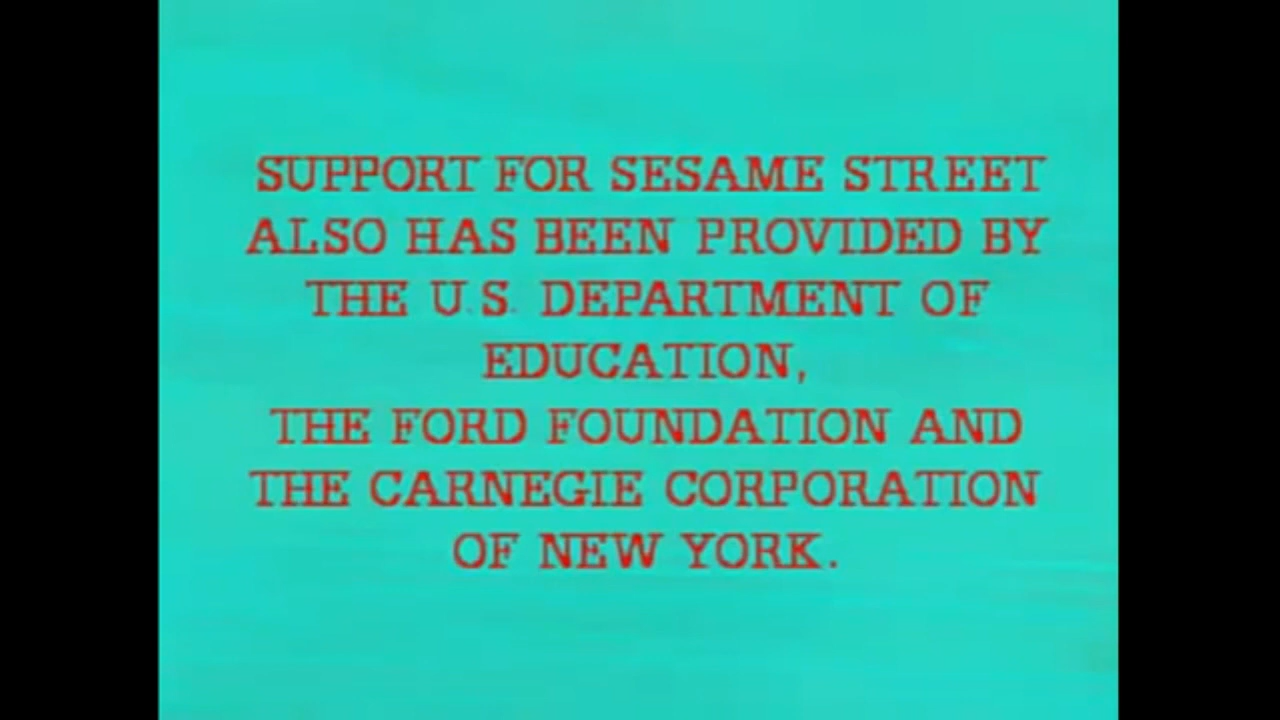 SUPPORT FOR SESAME STREET
ALSO HAS BEEN PROVIDED BY
THE U.S. DEPARTMENT OF
EDUCATION,
THE FORD FOUNDATION AND
THE CARNEGIE CORPORATION
OF NEW YORK.